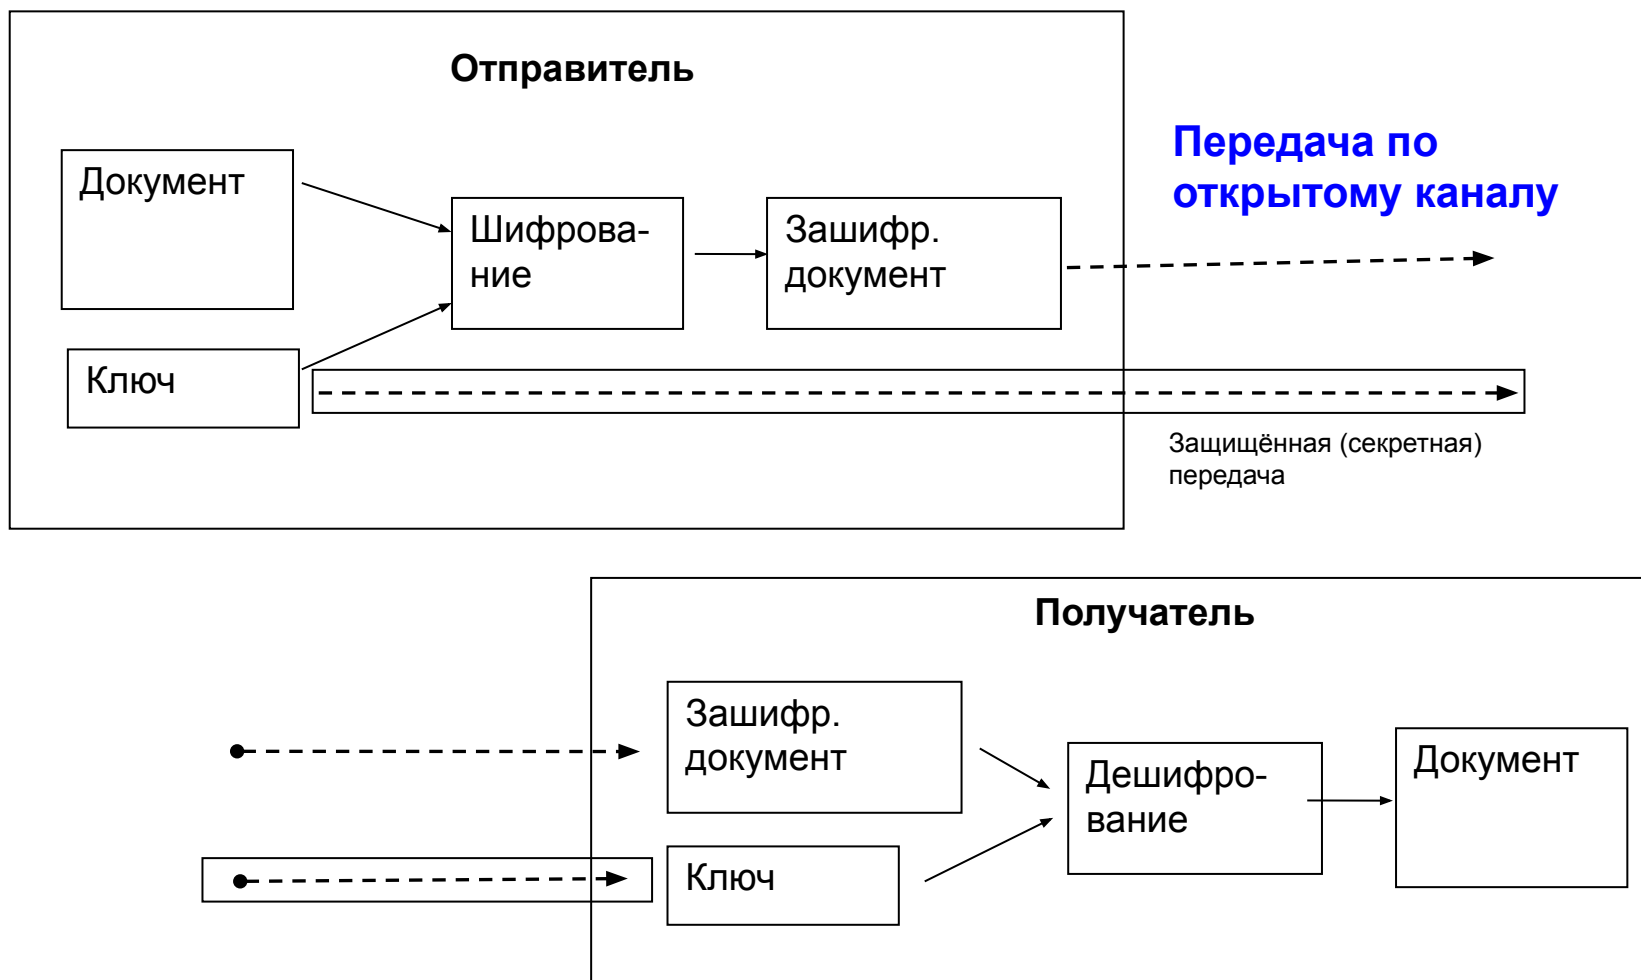 Отправитель
Передача по
открытому каналу
Документ
Шифрова-
ние
Зашифр.
документ
Ключ
Защищённая (секретная)
передача
Получатель
Зашифр.
документ
Дешифро-
вание
Документ
Ключ